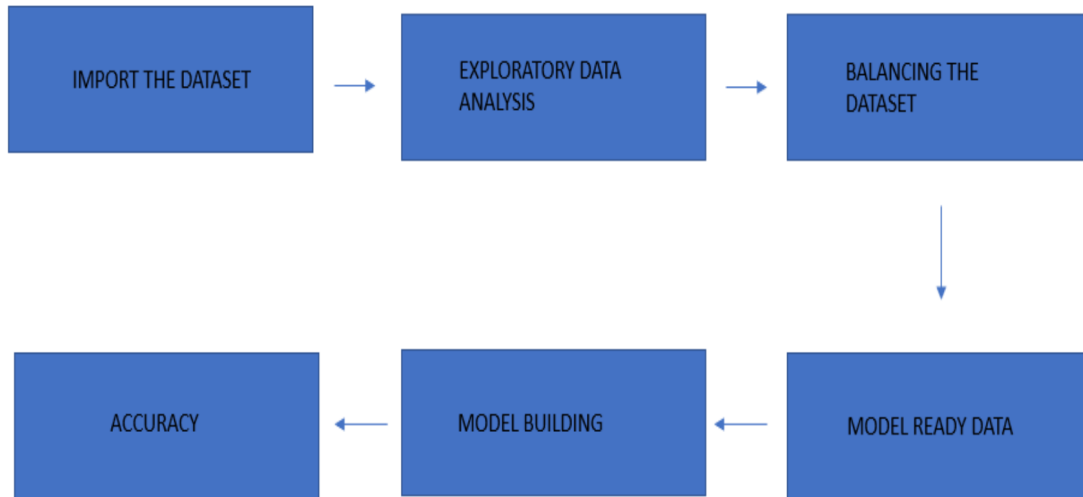 IMPORT THE DATASET
EXPLORATORY DATA
ANALYSIS
BALANCING THE
DATASET
MODEL READY DATA
MODEL BUILDING
ACCURACY